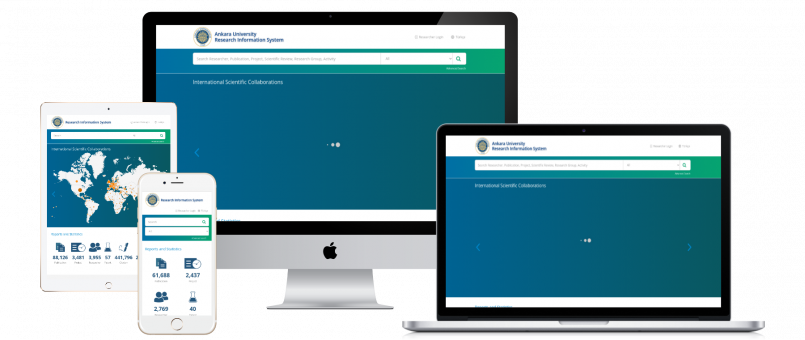 Ankara University
Research Information System
Researcher Login
Türkçe
Search Researcher, Publication, Project, Scientific Activity, Research Group, Activity
All
Advanced Search
International Scientific Collaborations
Research Information System
Search
International Scientific Collaborations
Reports and Statistics
88,126
3,481
3,955
57
441,796
Research Information System
Search
All
Reports and Statistics
61,688
2,437
2,769
40
Ankara University
Research Information System
Researcher Login
Türkçe
Search Researcher, Publication, Project, Scientific Activity, Research Group, Activity
All
Advanced Search
International Scientific Collaborations
Reports and Statistics